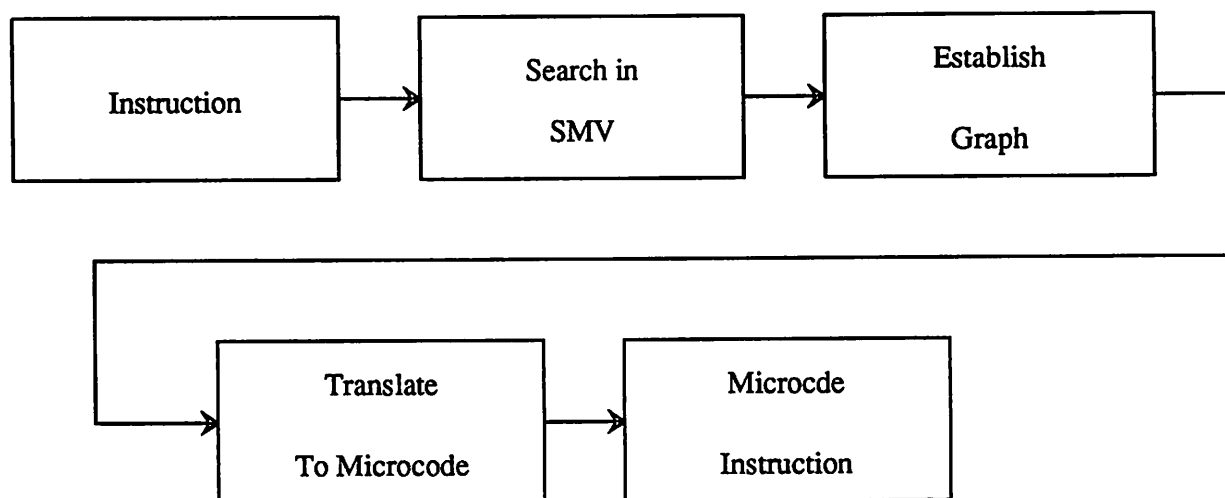 Instruction
Search in
SMV
Establish
Graph
Translate
To Microcode
Microcde
Instruction